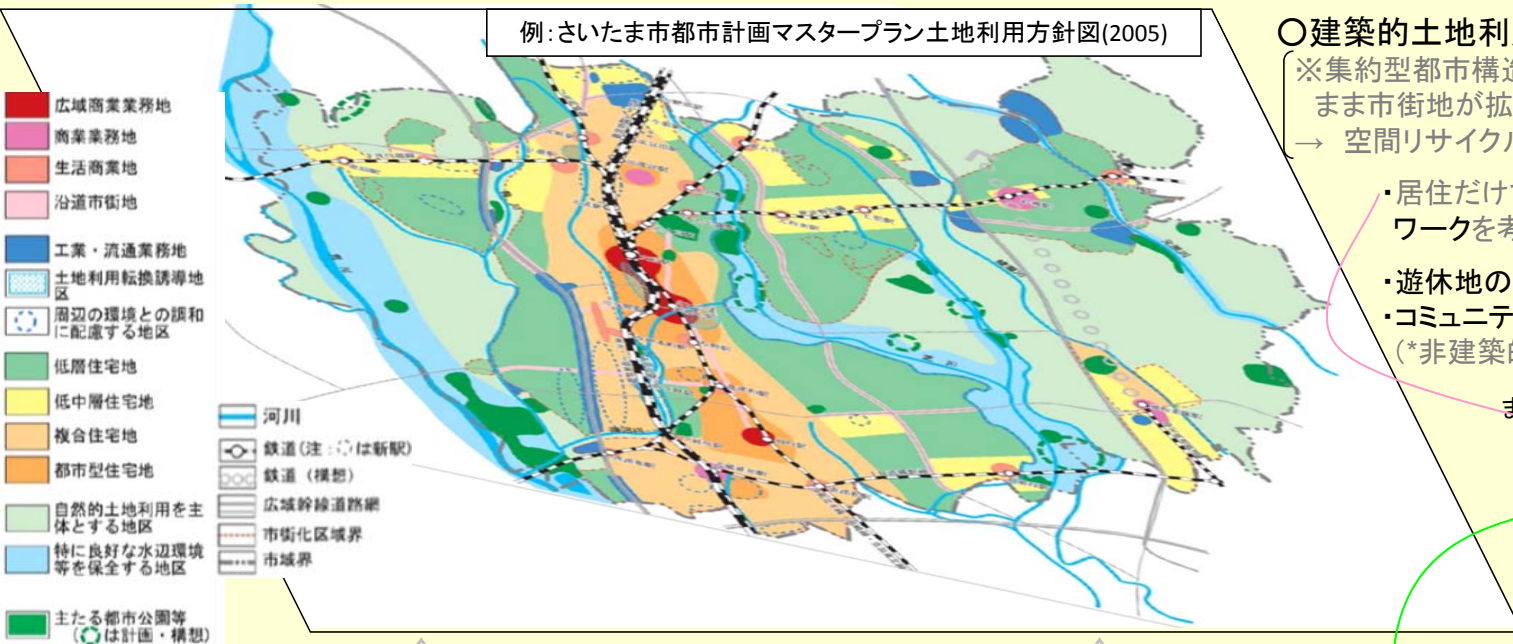 例：さいたま市都市計画マスタープラン土地利用方針図(2005)
広域商業業務地
商業業務地
生活商業地
沿道市街地
工業・流通業務地
土地利用転換誘導地
区
周辺の環境との調和
に配慮する地区
低層住宅地
低中層住宅地
複合住宅地
都市型住宅地
自然的土地利用を主
体とする地区
特に良好な水辺環境
等を保全する地区
主たる都市公園等
(は計画・構想)
河川
鉄道(注：は新駅)
鉄道（構想）
広域幹線道路網
市街化区域界
市域界
〇建築的土地利
※集約型都市構
まま市街地が拡
→ 空間リサイクル
・居住だけ
ワークを考
・遊休地の
・コミュニテ
(*非建築的
ま